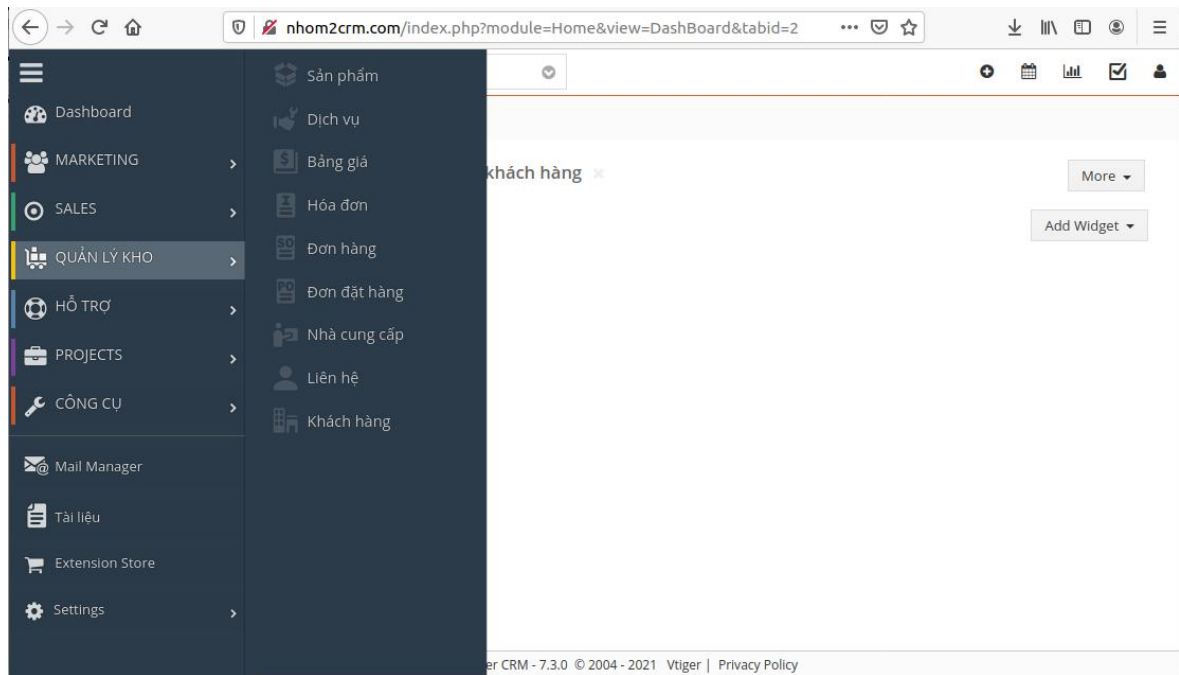 nhom2crm.com/index.php?module=Home&view=DashBoard&tabid=2
Dashboard
MARKETING
SALES
QUẢN LÝ KHO
HỖ TRỢ
PROJECTS
CÔNG CỤ
Mail Manager
Tài liệu
Extension Store
Settings
Sản phẩm
Dịch vụ
Bảng giá
Hóa đơn
SO
Đơn hàng
PO
Đơn đặt hàng
Nhà cung cấp
Liên hệ
Khách hàng
khách hàng
More
Add Widget
er CRM - 7.3.0 © 2004 - 2021 Vtiger | Privacy Policy